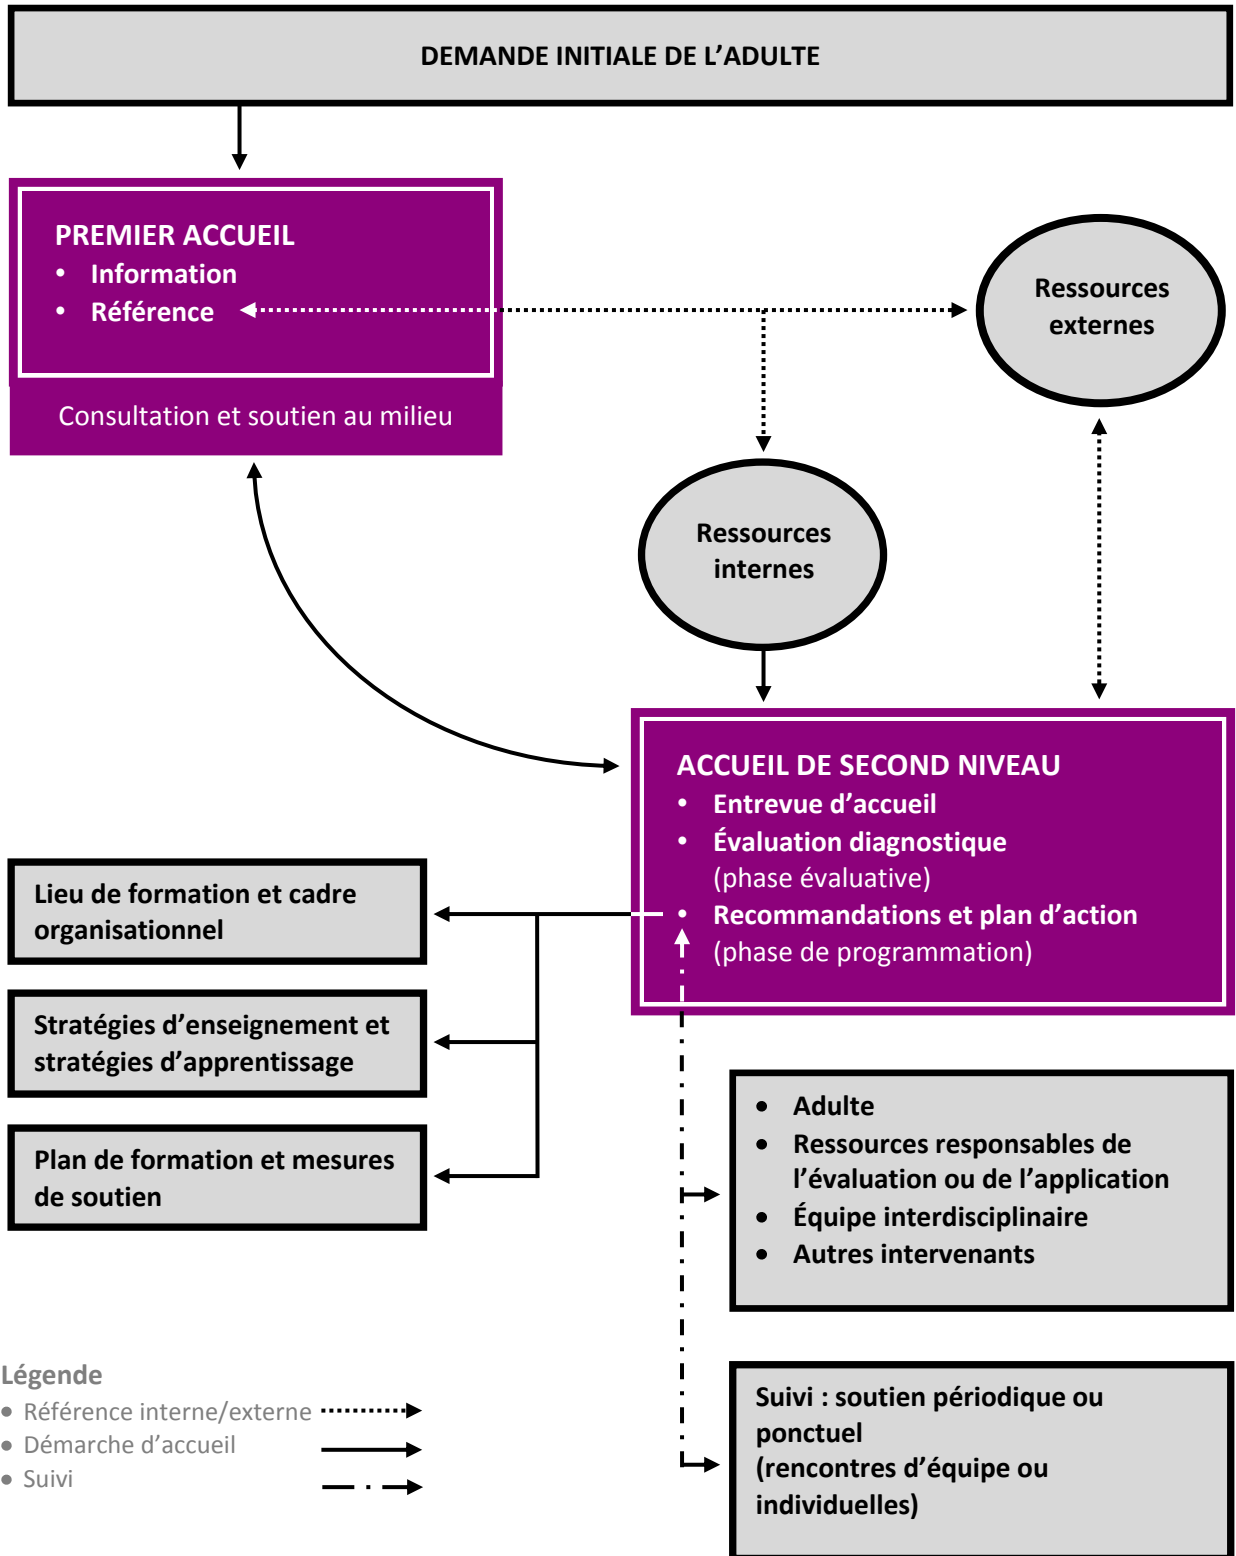 DEMANDE INITIALE DE L’ADULTE
PREMIER ACCUEIL
• Information
• Référence
Consultation et soutien au milieu
Ressources
externes
Ressources
internes
ACCUEIL DE SECOND NIVEAU
• Entrevue d’accueil
• Évaluation diagnostique
(phase évaluative)
• Recommandations et plan d’action
(phase de programmation)
Lieu de formation et cadre
organisationnel
Stratégies d’enseignement et
stratégies d’apprentissage
Plan de formation et mesures
de soutien
• Adulte
• Ressources responsables de
l’évaluation ou de l’application
• Équipe interdisciplinaire
• Autres intervenants
Suivi : soutien périodique ou
ponctuel
(rencontres d’équipe ou
individuelles)
Légende
• Référence interne/externe
• Démarche d’accueil
• Suivi